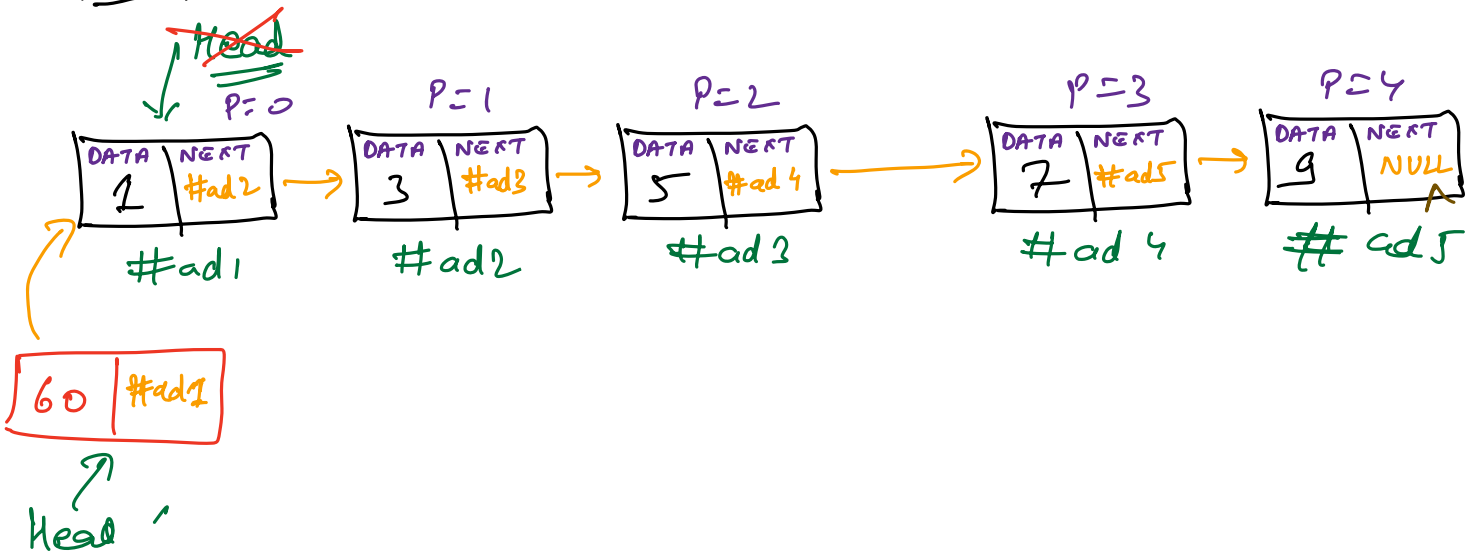 Head
P=0 P=1 P=2 P=3 P=4
DATA NEXT DATA NEXT DATA NEXT DATA NEXT DATA NEXT
1 #ad2 3 #ad3 5 #ad4 7 #ad5 9 NULL
#ad1 #ad2 #ad3 #ad4 #ad5
60 #ad1
Head